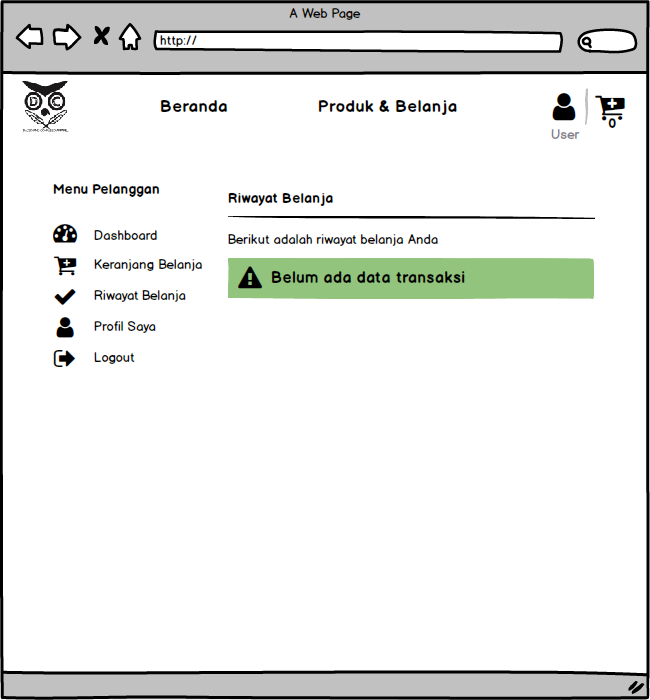 A Web Page
http://
D C
Beranda
Produk & Belanja
User
0
Menu Pelanggan
Dashboard
Keranjang Belanja
Riwayat Belanja
Profil Saya
Logout
Riwayat Belanja
Berikut adalah riwayat belanja Anda
Belum ada data transaksi